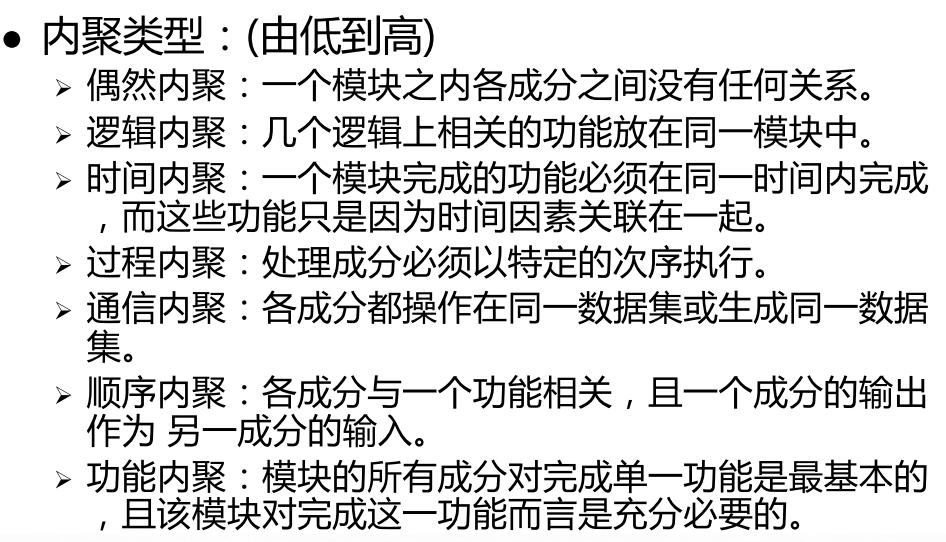 ● 内聚类型：(由低到高)
➢ 偶然内聚：一个模块之内各成分之间没有任何关系。
➢ 逻辑内聚：几个逻辑上相关的功能放在同一模块中。
➢ 时间内聚：一个模块完成的功能必须在同一时间内完成
，而这些功能只是因为时间因素关联在一起。
➢ 过程内聚：处理成分必须以特定的次序执行。
➢ 通信内聚：各成分都操作在同一数据集或生成同一数据
集。
➢ 顺序内聚：各成分与一个功能相关，且一个成分的输出
作为 另一成分的输入。
➢ 功能内聚：模块的所有成分对完成单一功能是最基本的
，且该模块对完成这一功能而言是充分必要的。